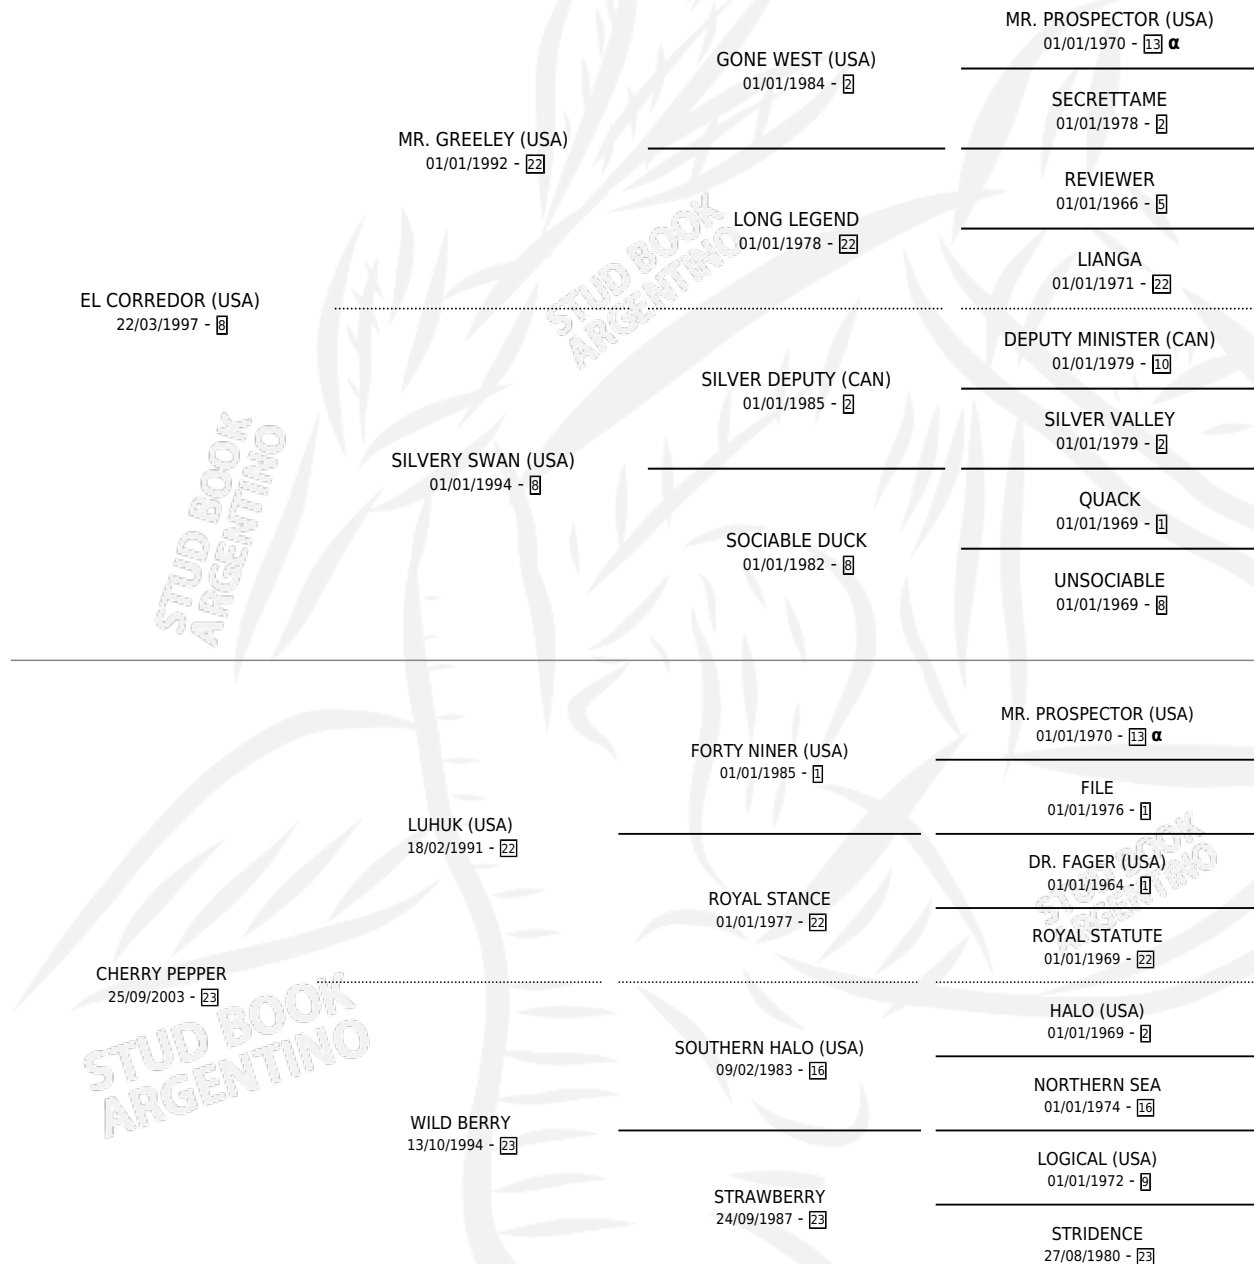 MR. PROSPECTOR (USA)
01/01/1970 - 13 α
GONE WEST (USA)
01/01/1984 - 2
SECRETTAME
01/01/1978 - 2
MR. GREELEY (USA)
01/01/1992 - 22
REVIEWER
01/01/1966 - 5
LONG LEGEND
01/01/1978 - 22
LIANGA
01/01/1971 - 22
EL CORREDOR (USA)
22/03/1997 - 8
DEPUTY MINISTER (CAN)
01/01/1979 - 10
SILVER DEPUTY (CAN)
01/01/1985 - 2
SILVER VALLEY
01/01/1979 - 2
SILVERY SWAN (USA)
01/01/1994 - 8
QUACK
01/01/1969 - 1
SOCIABLE DUCK
01/01/1982 - 8
UNSOCIABLE
01/01/1969 - 8
MR. PROSPECTOR (USA)
01/01/1970 - 13 α
FORTY NINER (USA)
01/01/1985 - 1
FILE
01/01/1976 - 1
LUHUK (USA)
18/02/1991 - 22
DR. FAGER (USA)
01/01/1964 - 1
ROYAL STANCE
01/01/1977 - 22
ROYAL STATUTE
01/01/1969 - 22
CHERRY PEPPER
25/09/2003 - 23
HALO (USA)
01/01/1969 - 2
SOUTHERN HALO (USA)
09/02/1983 - 16
NORTHERN SEA
01/01/1974 - 16
WILD BERRY
13/10/1994 - 23
LOGICAL (USA)
01/01/1972 - 9
STRAWBERRY
24/09/1987 - 23
STRIDENCE
27/08/1980 - 23
STUD BOOK
ARGENTINO
STUD BOOK
ARGENTINO
STUD BOOK
ARGENTINO
STUD BOOK
ARGENTINO